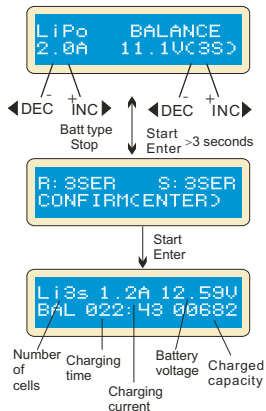 LiPo BALANCE
2.0A 11.1V(3S)
- + - +
◀DEC INC▶ ◀DEC INC▶
Batt type
Stop
Start
Enter >3 seconds
R: 3SER S: 3SER
CONFIRM(ENTER)
Start
Enter
Li3s 1.2A 12.59V
BAL 022:43 00682
Number
of
cells
Charging
time
Charging
current
Battery
voltage
Charged
capacity